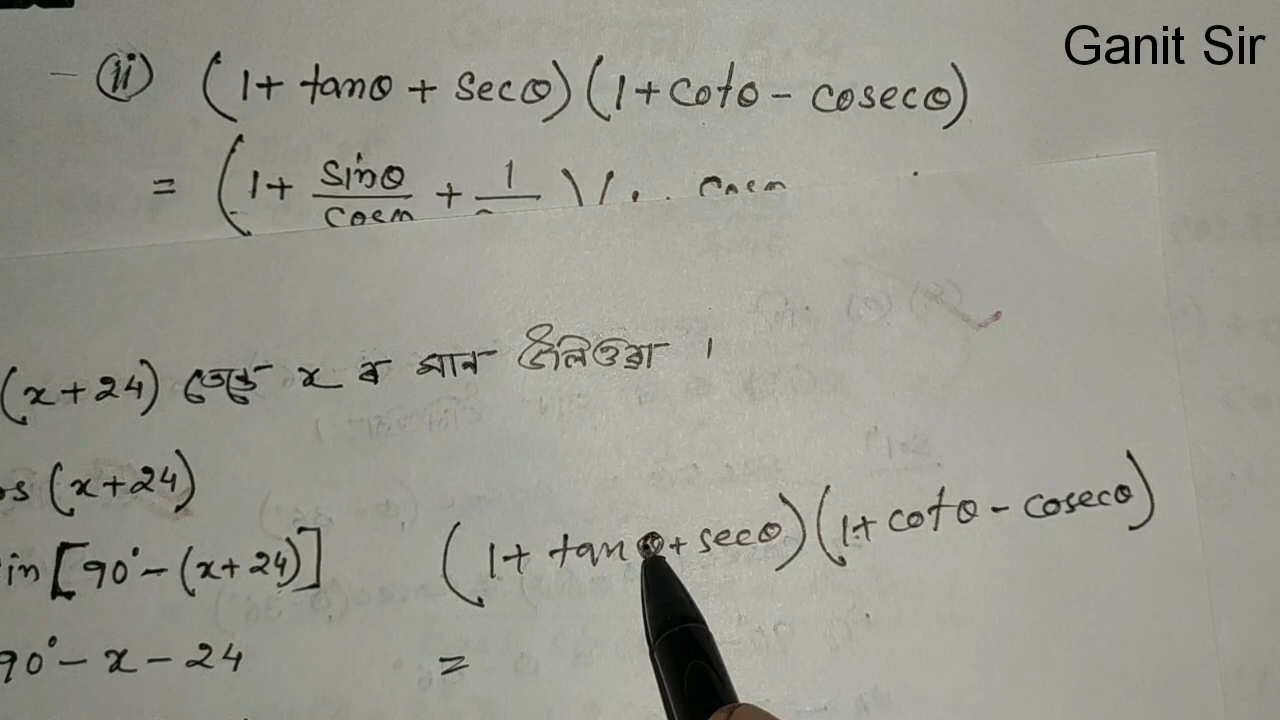 Ganit Sir
(ii) (1 + tanθ + secθ)(1 + cotθ - cosecθ)
= (1 + sinθ/cosθ + 1
(x + 24) x ৰ মান উলিওৱা ।
os (x + 24)
in [90° - (x + 24)]
(1 + tanθ + secθ)(1 + cotθ - cosecθ)
90° - x - 24
=